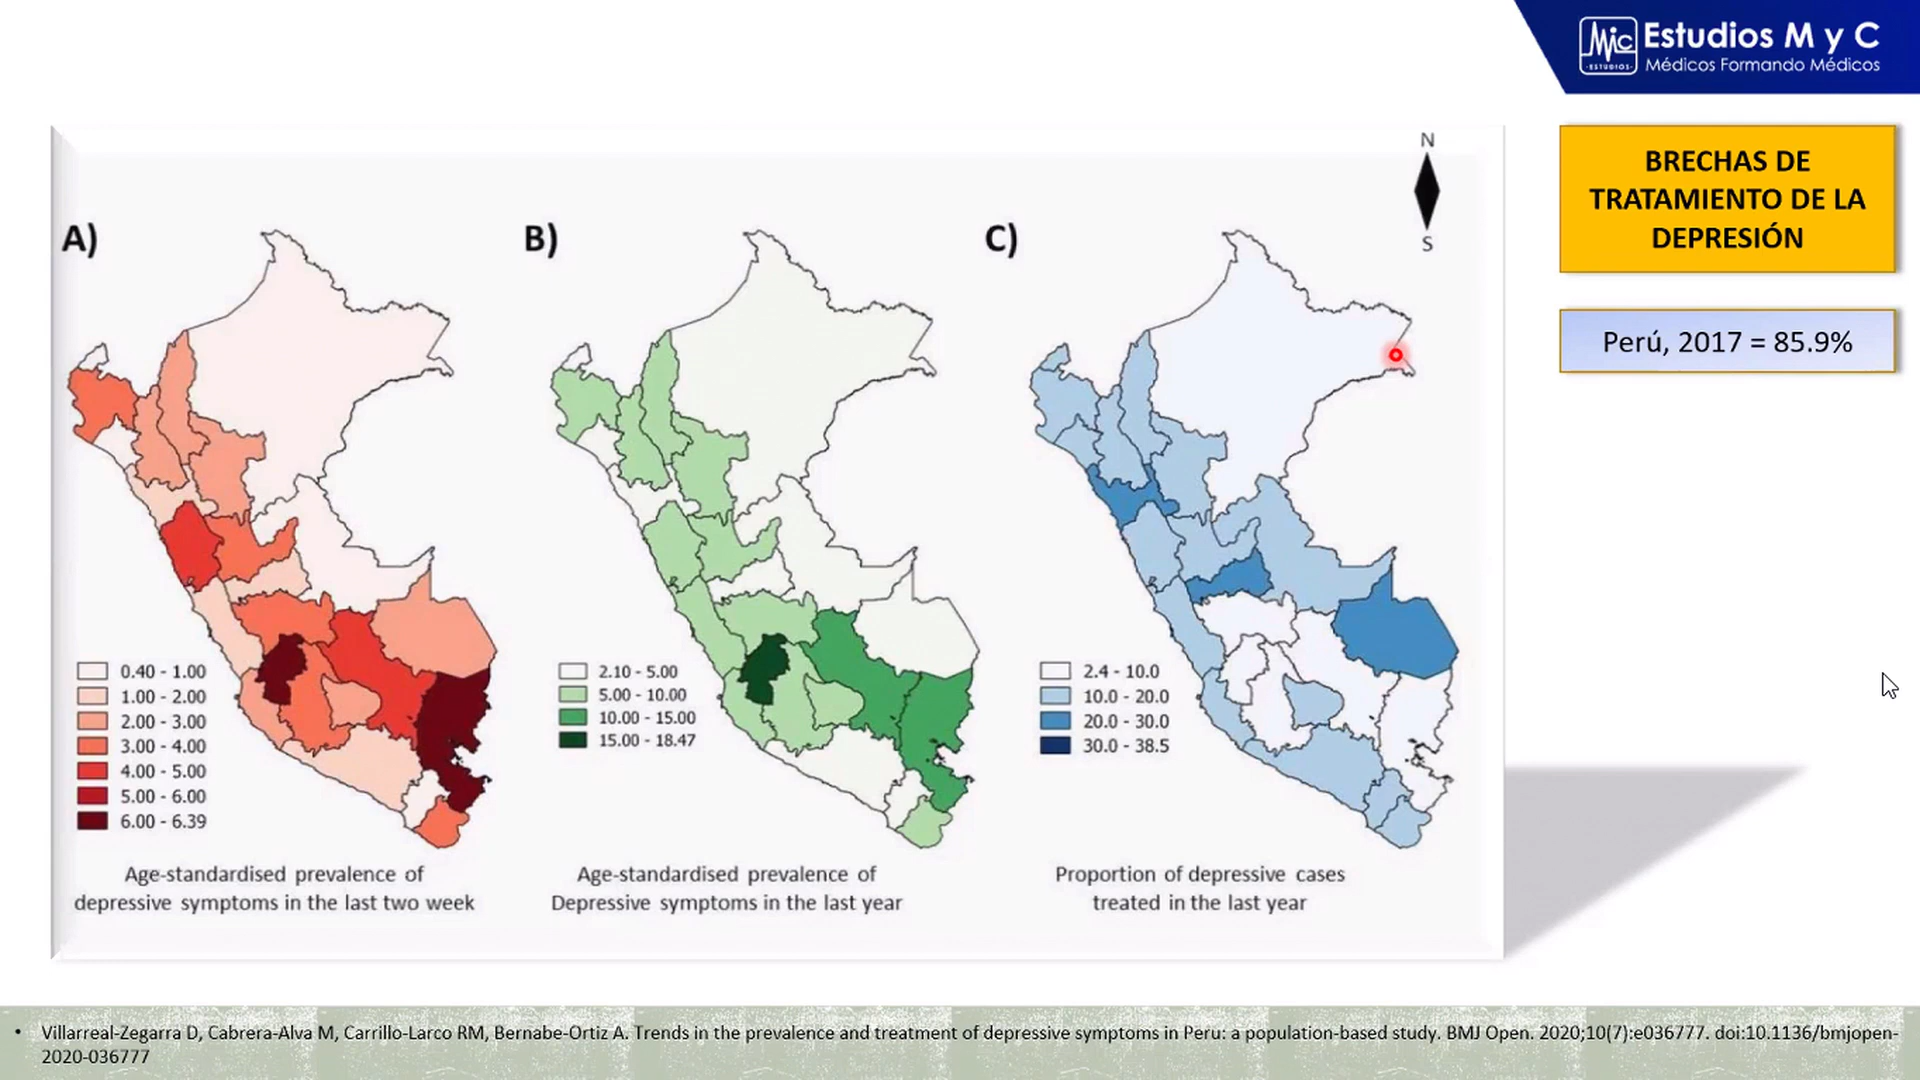 Mic
·ESTUDIOS·
Estudios M y C
Médicos Formando Médicos
BRECHAS DE
TRATAMIENTO DE LA
DEPRESIÓN
Perú, 2017 = 85.9%
N
S
A)
0.40 - 1.00
1.00 - 2.00
2.00 - 3.00
3.00 - 4.00
4.00 - 5.00
5.00 - 6.00
6.00 - 6.39
Age-standardised prevalence of
depressive symptoms in the last two week
B)
2.10 - 5.00
5.00 - 10.00
10.00 - 15.00
15.00 - 18.47
Age-standardised prevalence of
Depressive symptoms in the last year
C)
2.4 - 10.0
10.0 - 20.0
20.0 - 30.0
30.0 - 38.5
Proportion of depressive cases
treated in the last year
• Villarreal-Zegarra D, Cabrera-Alva M, Carrillo-Larco RM, Bernabe-Ortiz A. Trends in the prevalence and treatment of depressive symptoms in Peru: a population-based study. BMJ Open. 2020;10(7):e036777. doi:10.1136/bmjopen-
2020-036777